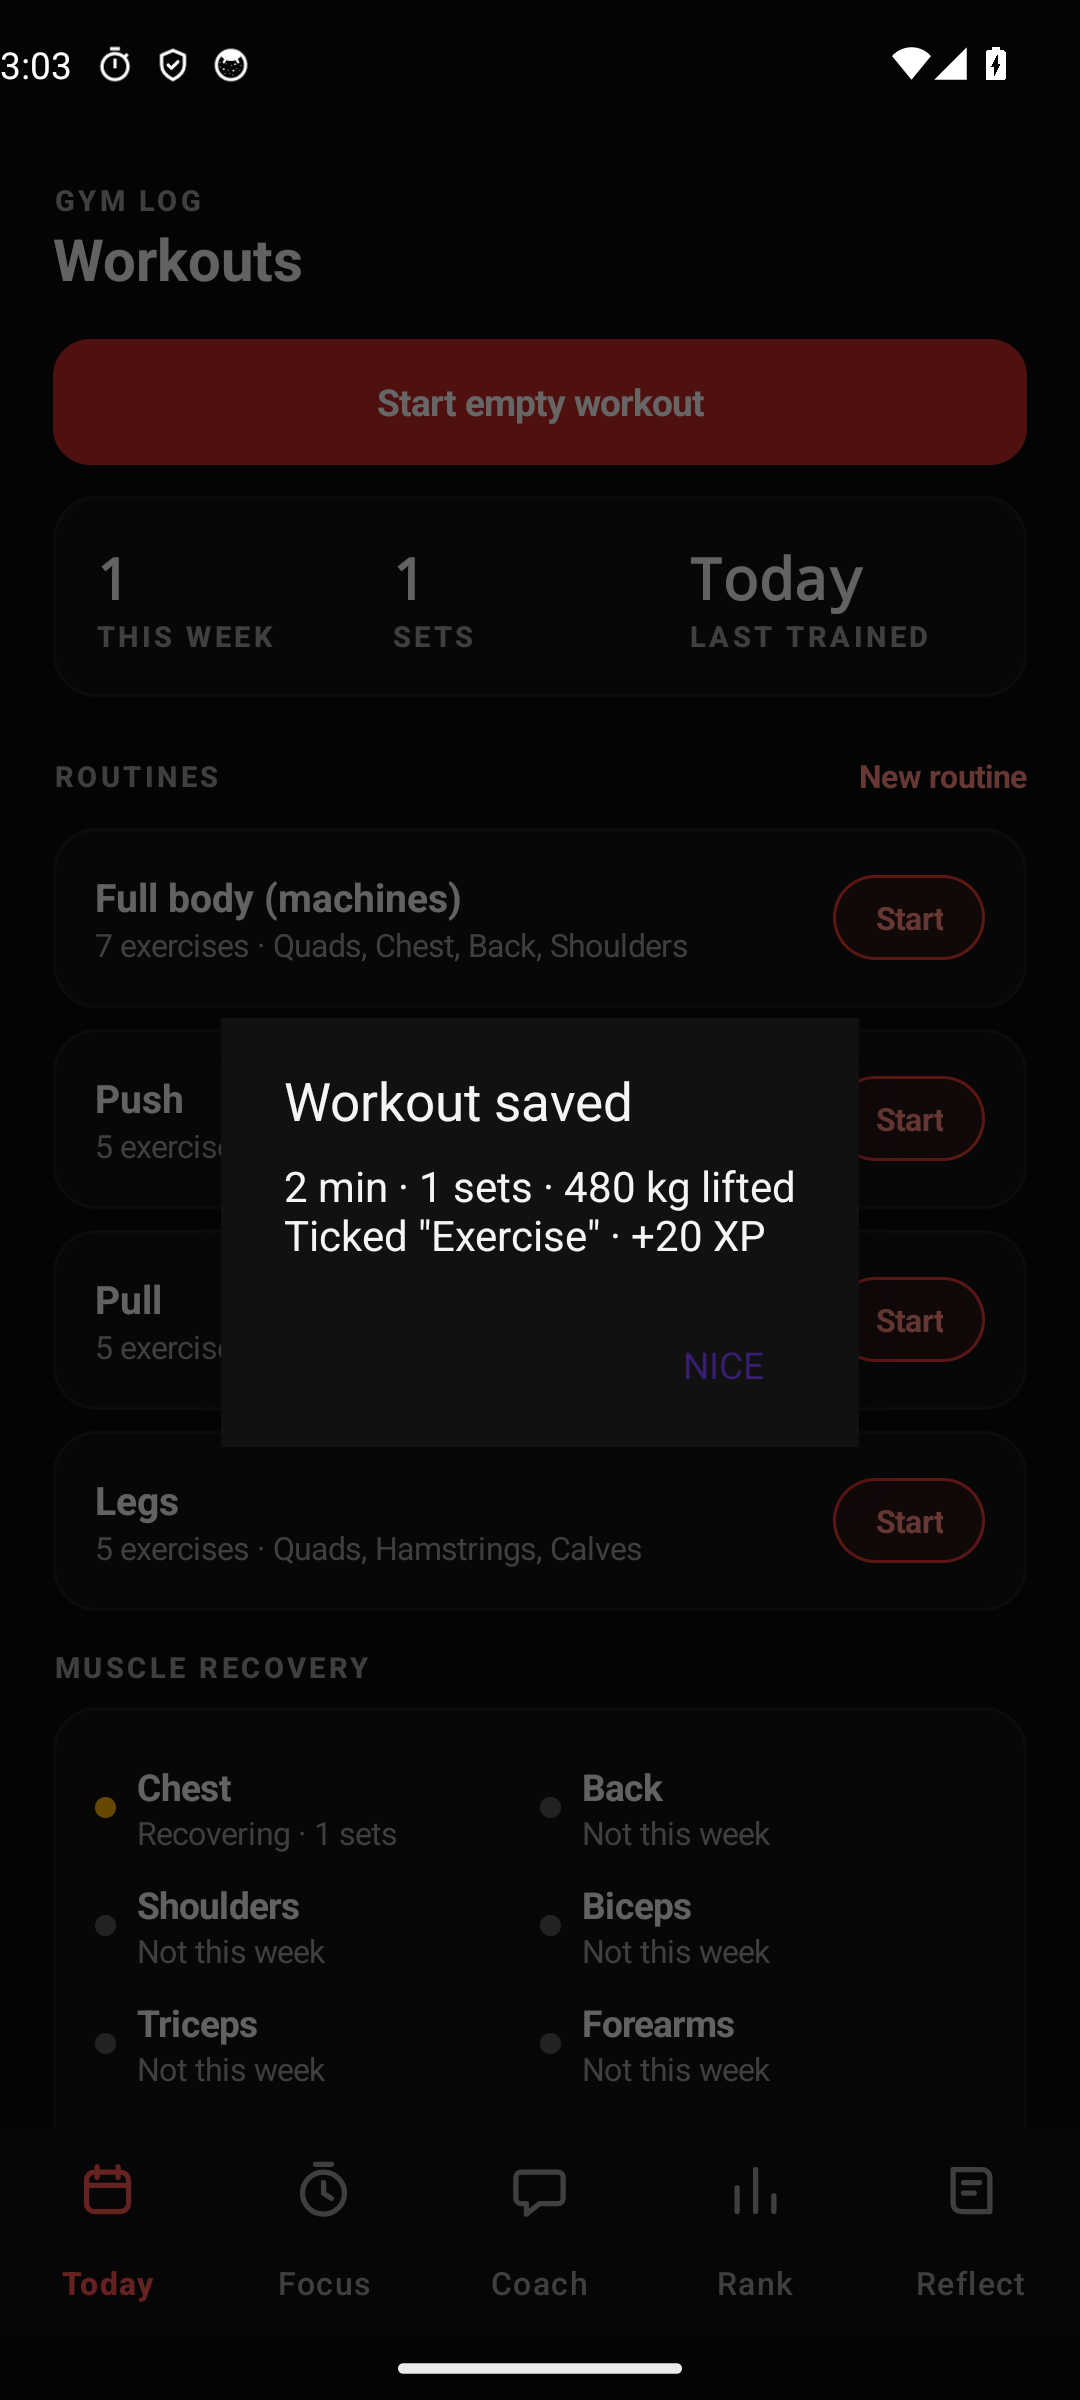 3:03
GYM LOG
Workouts
Start empty workout
1
THIS WEEK
1
SETS
Today
LAST TRAINED
ROUTINES
New routine
Full body (machines)
7 exercises · Quads, Chest, Back, Shoulders
Start
Push
5
Start
Workout saved
2 min · 1 sets · 480 kg lifted
Ticked "Exercise" · +20 XP
NICE
Pull
5
Start
Legs
5 exercises · Quads, Hamstrings, Calves
Start
MUSCLE RECOVERY
Chest
Recovering · 1 sets
Back
Not this week
Shoulders
Not this week
Biceps
Not this week
Triceps
Not this week
Forearms
Not this week
Today
Focus
Coach
Rank
Reflect